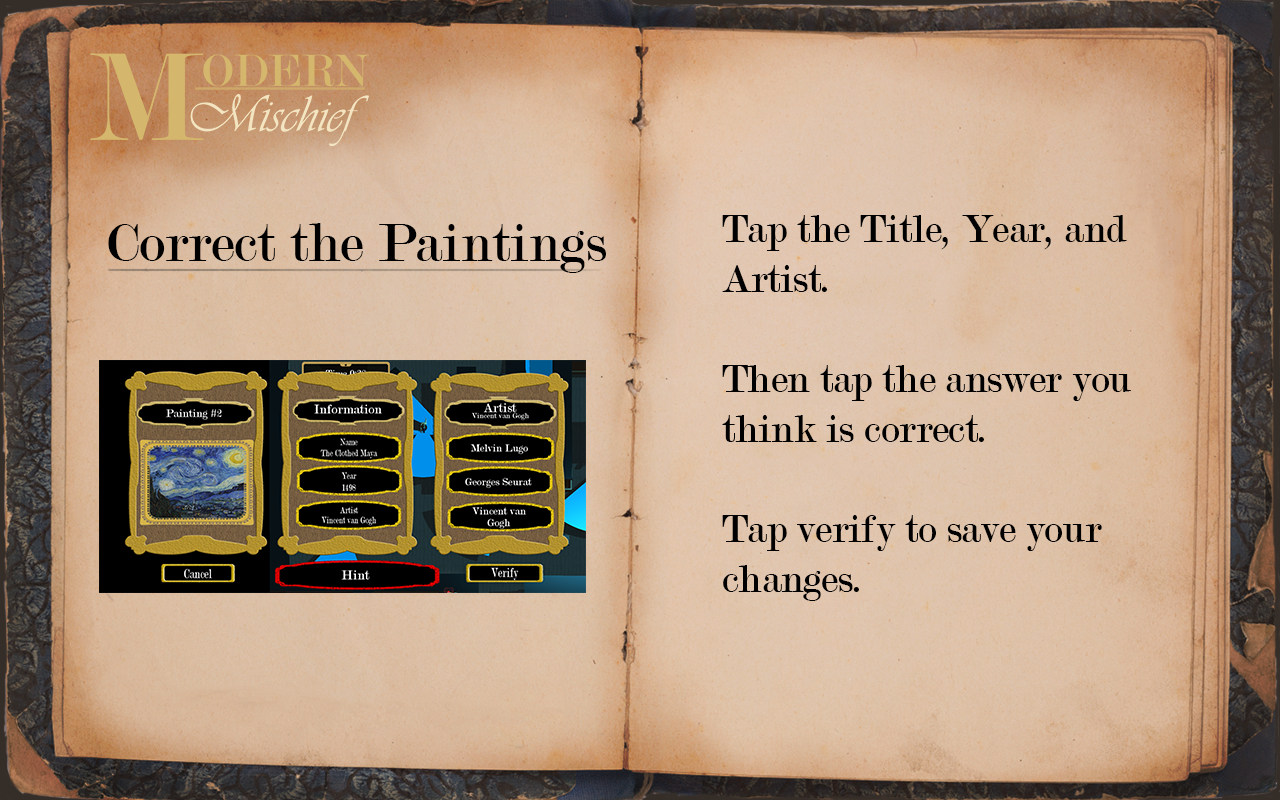 MODERN
Mischief
Correct the Paintings
Painting #2
Cancel
Information
Name
The Clothed Maya
Year
1498
Artist
Vincent van Gogh
Hint
Artist
Vincent van Gogh
Melvin Lugo
Georges Seurat
Vincent van
Gogh
Verify
Tap the Title, Year, and
Artist.
Then tap the answer you
think is correct.
Tap verify to save your
changes.